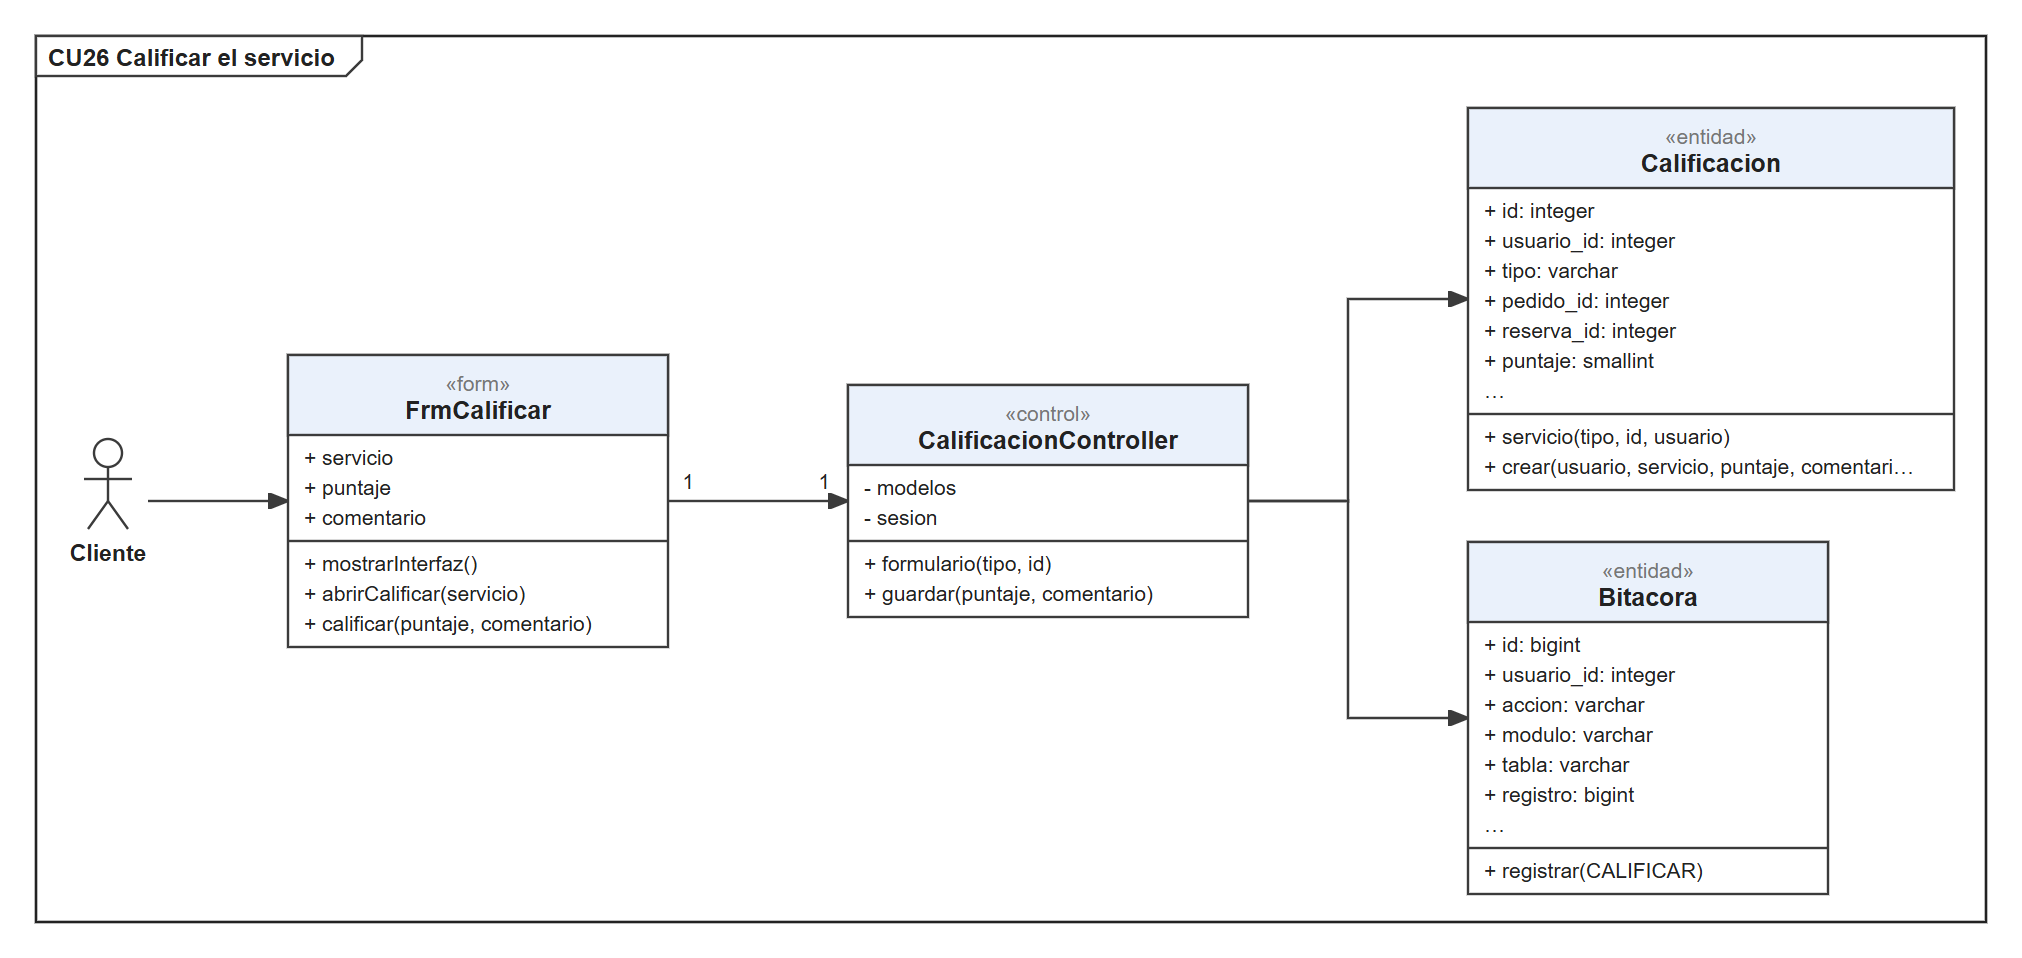 CU26 Calificar el servicio
Cliente
«form»
FrmCalificar
+ servicio
+ puntaje
+ comentario
+ mostrarInterfaz()
+ abrirCalificar(servicio)
+ calificar(puntaje, comentario)
1
1
«control»
CalificacionController
- modelos
- sesion
+ formulario(tipo, id)
+ guardar(puntaje, comentario)
«entidad»
Calificacion
+ id: integer
+ usuario_id: integer
+ tipo: varchar
+ pedido_id: integer
+ reserva_id: integer
+ puntaje: smallint
...
+ servicio(tipo, id, usuario)
+ crear(usuario, servicio, puntaje, comentari...
«entidad»
Bitacora
+ id: bigint
+ usuario_id: integer
+ accion: varchar
+ modulo: varchar
+ tabla: varchar
+ registro: bigint
...
+ registrar(CALIFICAR)